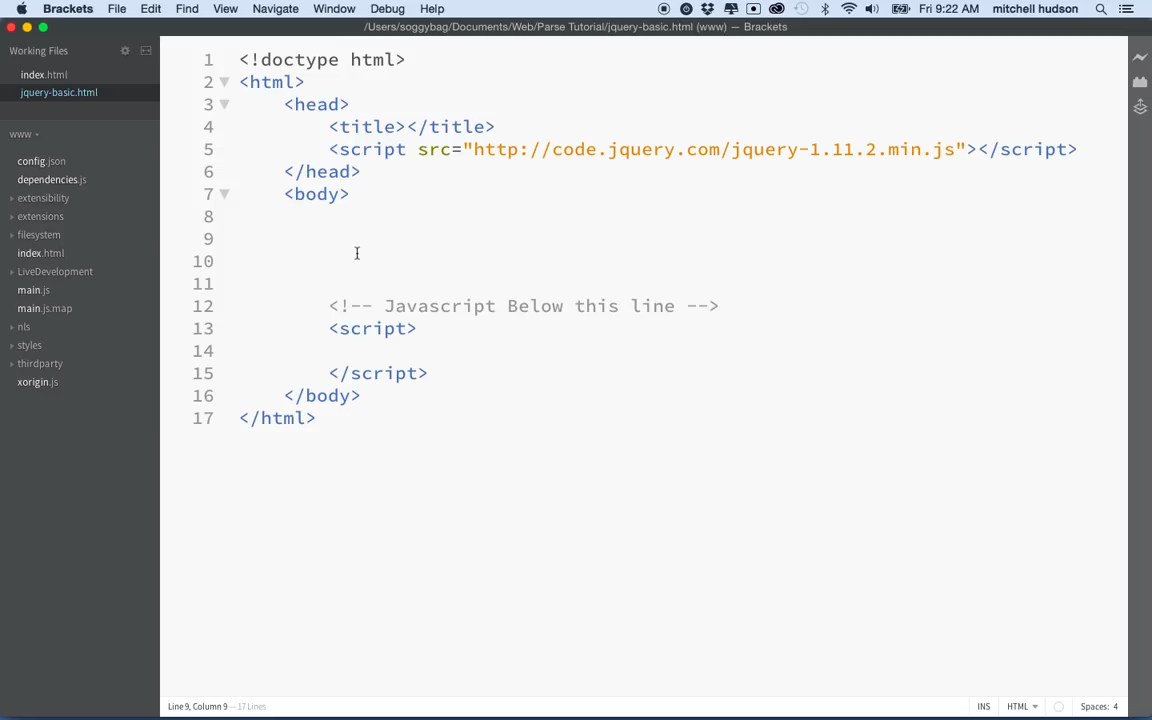 Brackets File Edit View Navigate Window Debug Help Fri 9:22 AM mitchell hudson
/Users/soggybag/Documents/Web/Parse Tutorial/jquery-basic.html (www) — Brackets
Working Files
index.html
jquery-basic.html
www
config.json
dependencies.js
extensibility
extensions
filesystem
index.html
LiveDevelopment
main.js
main.js.map
nls
styles
thirdparty
xorigin.js
1 <!doctype html>
2 <html>
3 <head>
4 <title></title>
5 <script src="http://code.jquery.com/jquery-1.11.2.min.js"></script>
6 </head>
7 <body>
8
9
10
11
12 <!-- Javascript Below this line -->
13 <script>
14
15 </script>
16 </body>
17 </html>
Line 9, Column 9 — 17 Lines INS HTML Spaces: 4